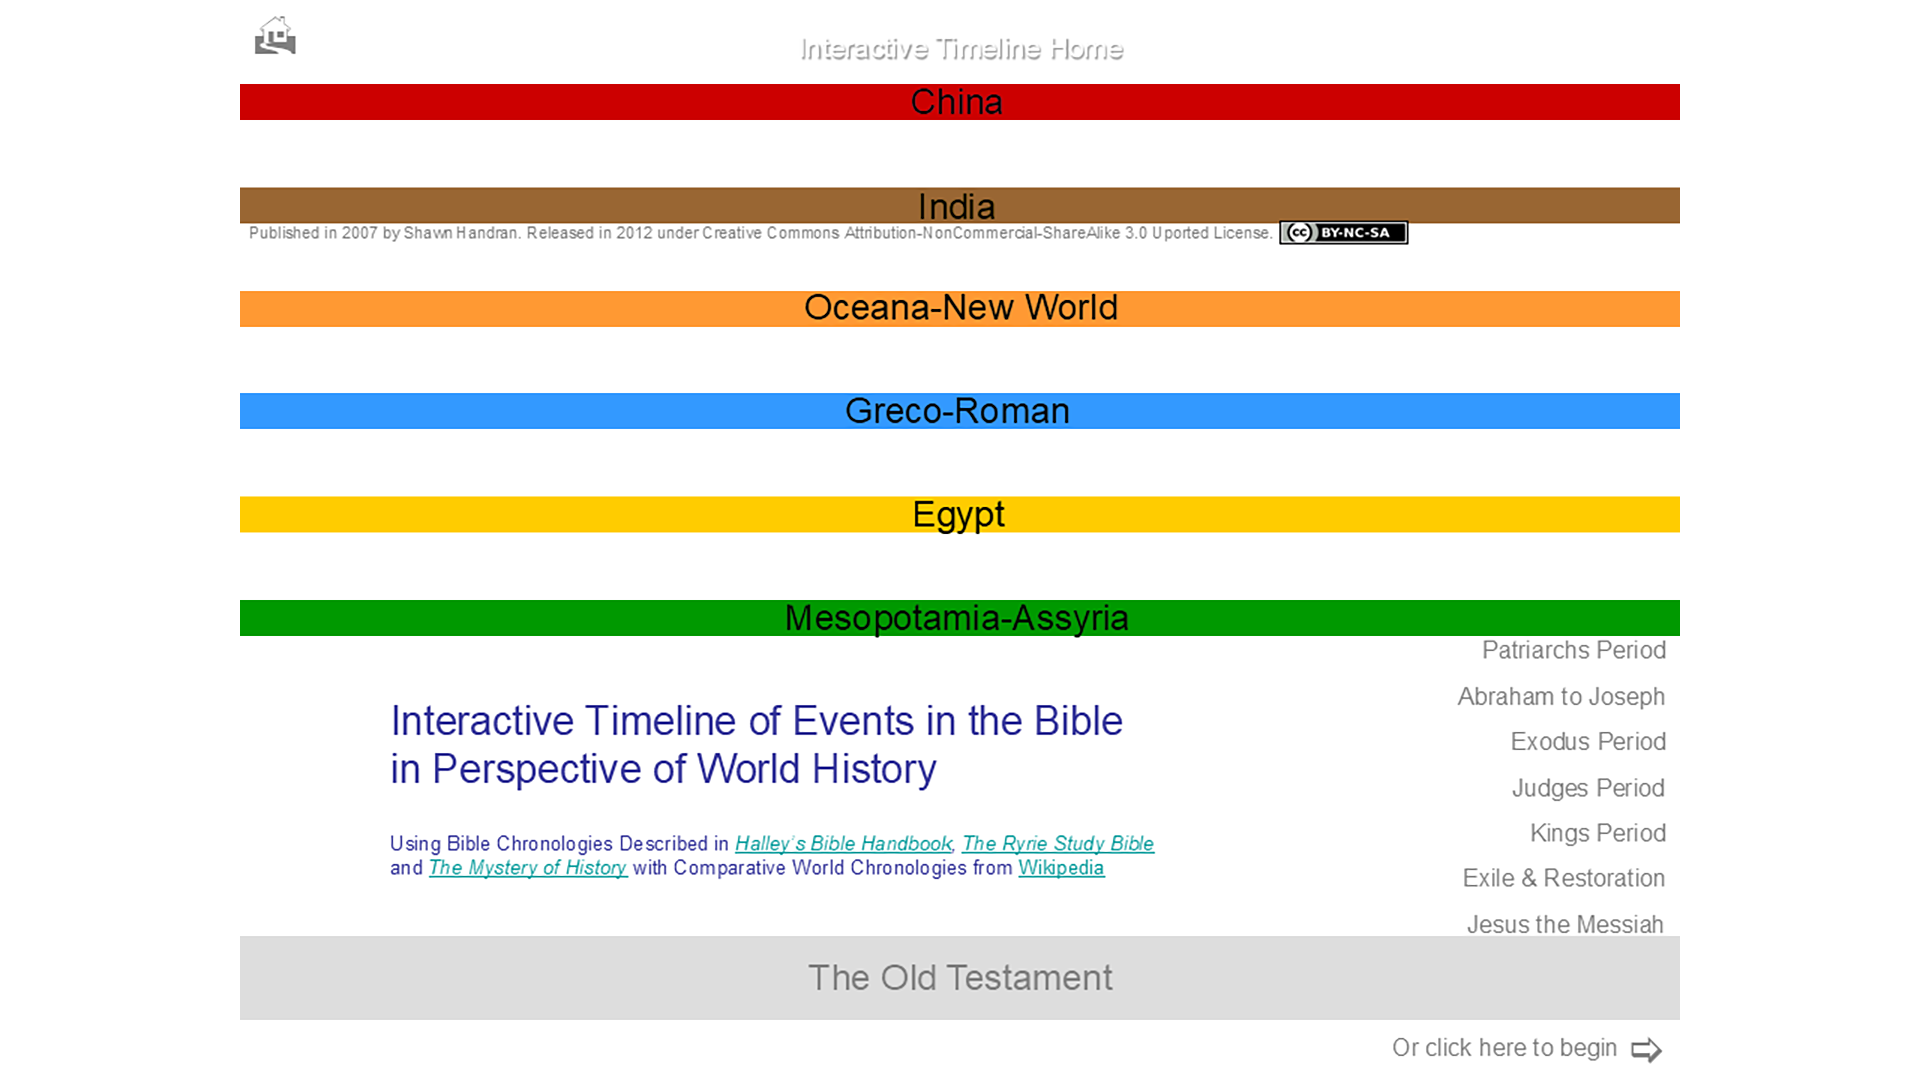 Interactive Timeline Home
China
India
Published in 2007 by Shawn Handran. Released in 2012 under Creative Commons Attribution-NonCommercial-ShareAlike 3.0 Uported License. cc BY-NC-SA
Oceana-New World
Greco-Roman
Egypt
Mesopotamia-Assyria
Patriarchs Period
Abraham to Joseph
Exodus Period
Judges Period
Kings Period
Exile & Restoration
Jesus the Messiah
Interactive Timeline of Events in the Bible
in Perspective of World History
Using Bible Chronologies Described in Halley's Bible Handbook, The Ryrie Study Bible
and The Mystery of History with Comparative World Chronologies from Wikipedia
The Old Testament
Or click here to begin